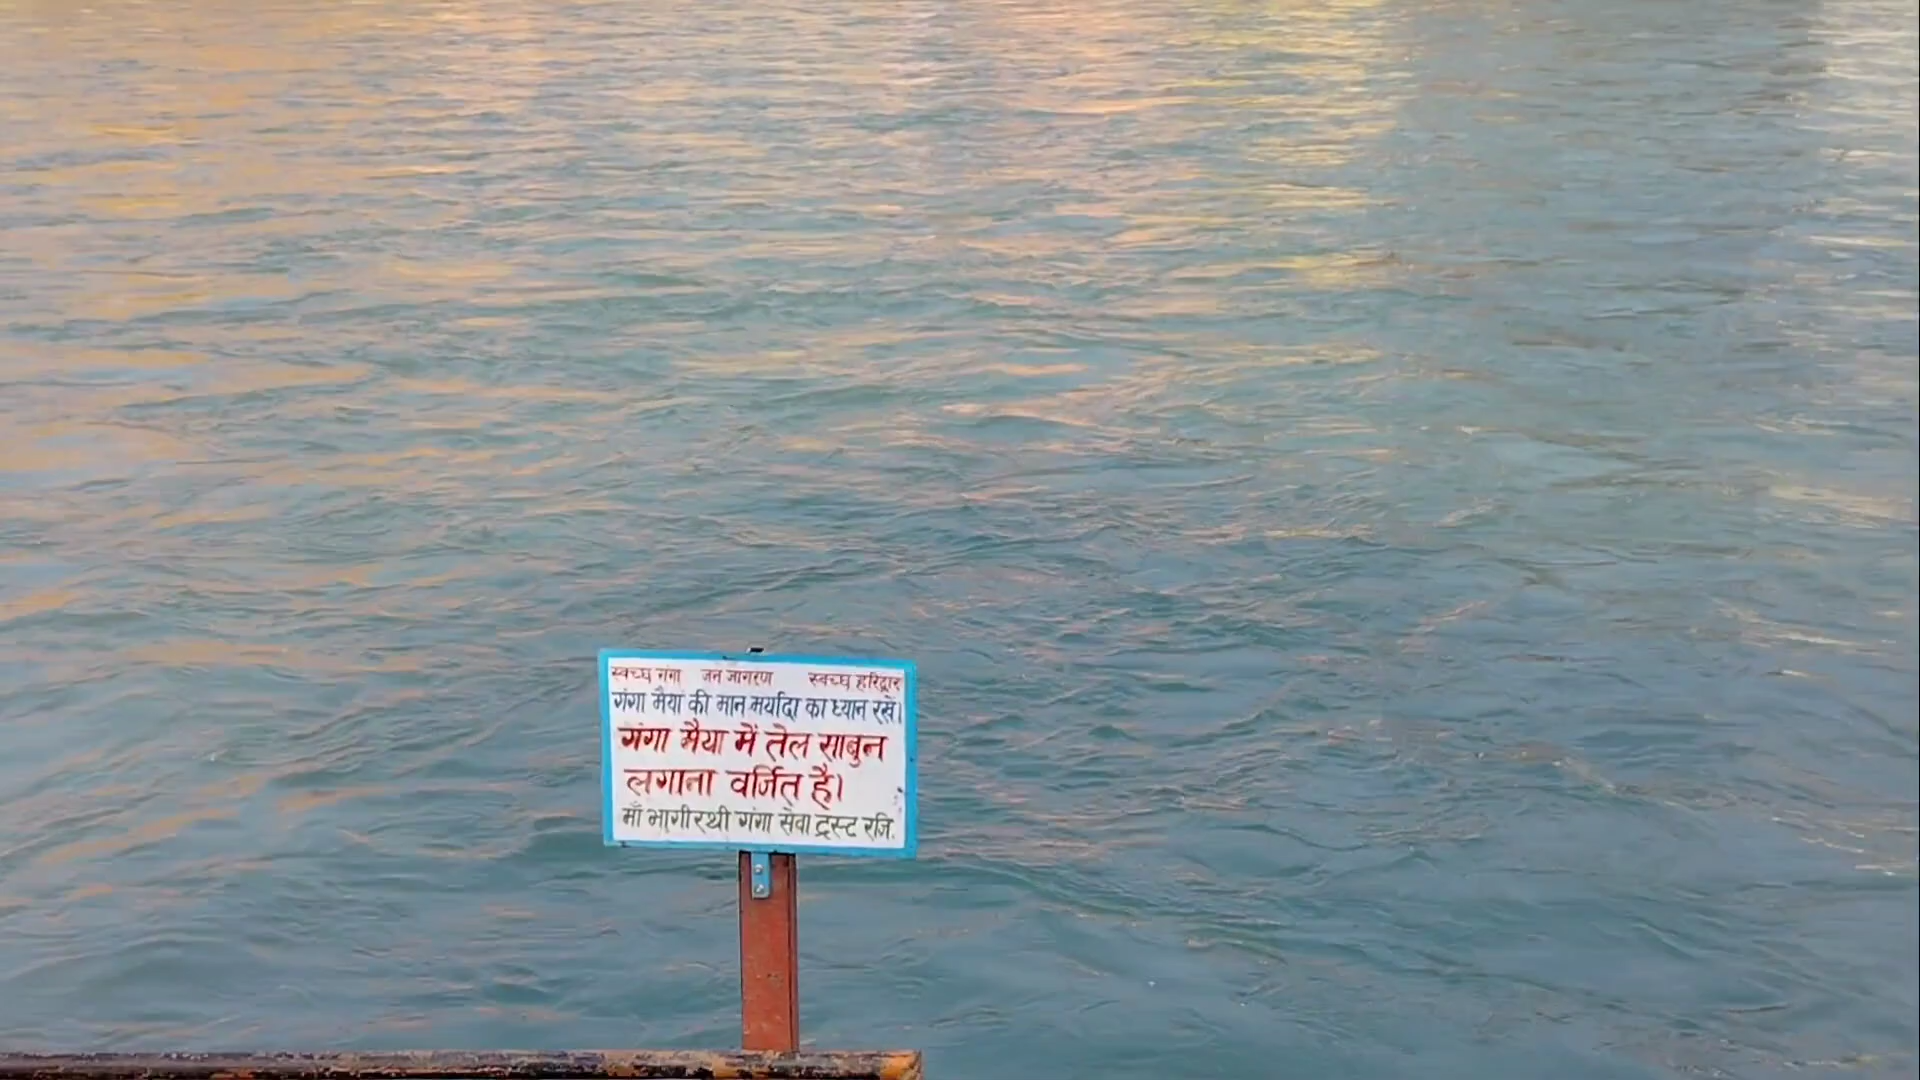 स्वच्छ गंगा जन जागरण स्वच्छ हरिद्वार
गंगा मैया की मान मर्यादा का ध्यान रखें।
गंगा मैया में तेल साबुन
लगाना वर्जित है।
माँ भागीरथी गंगा सेवा ट्रस्ट रजि.